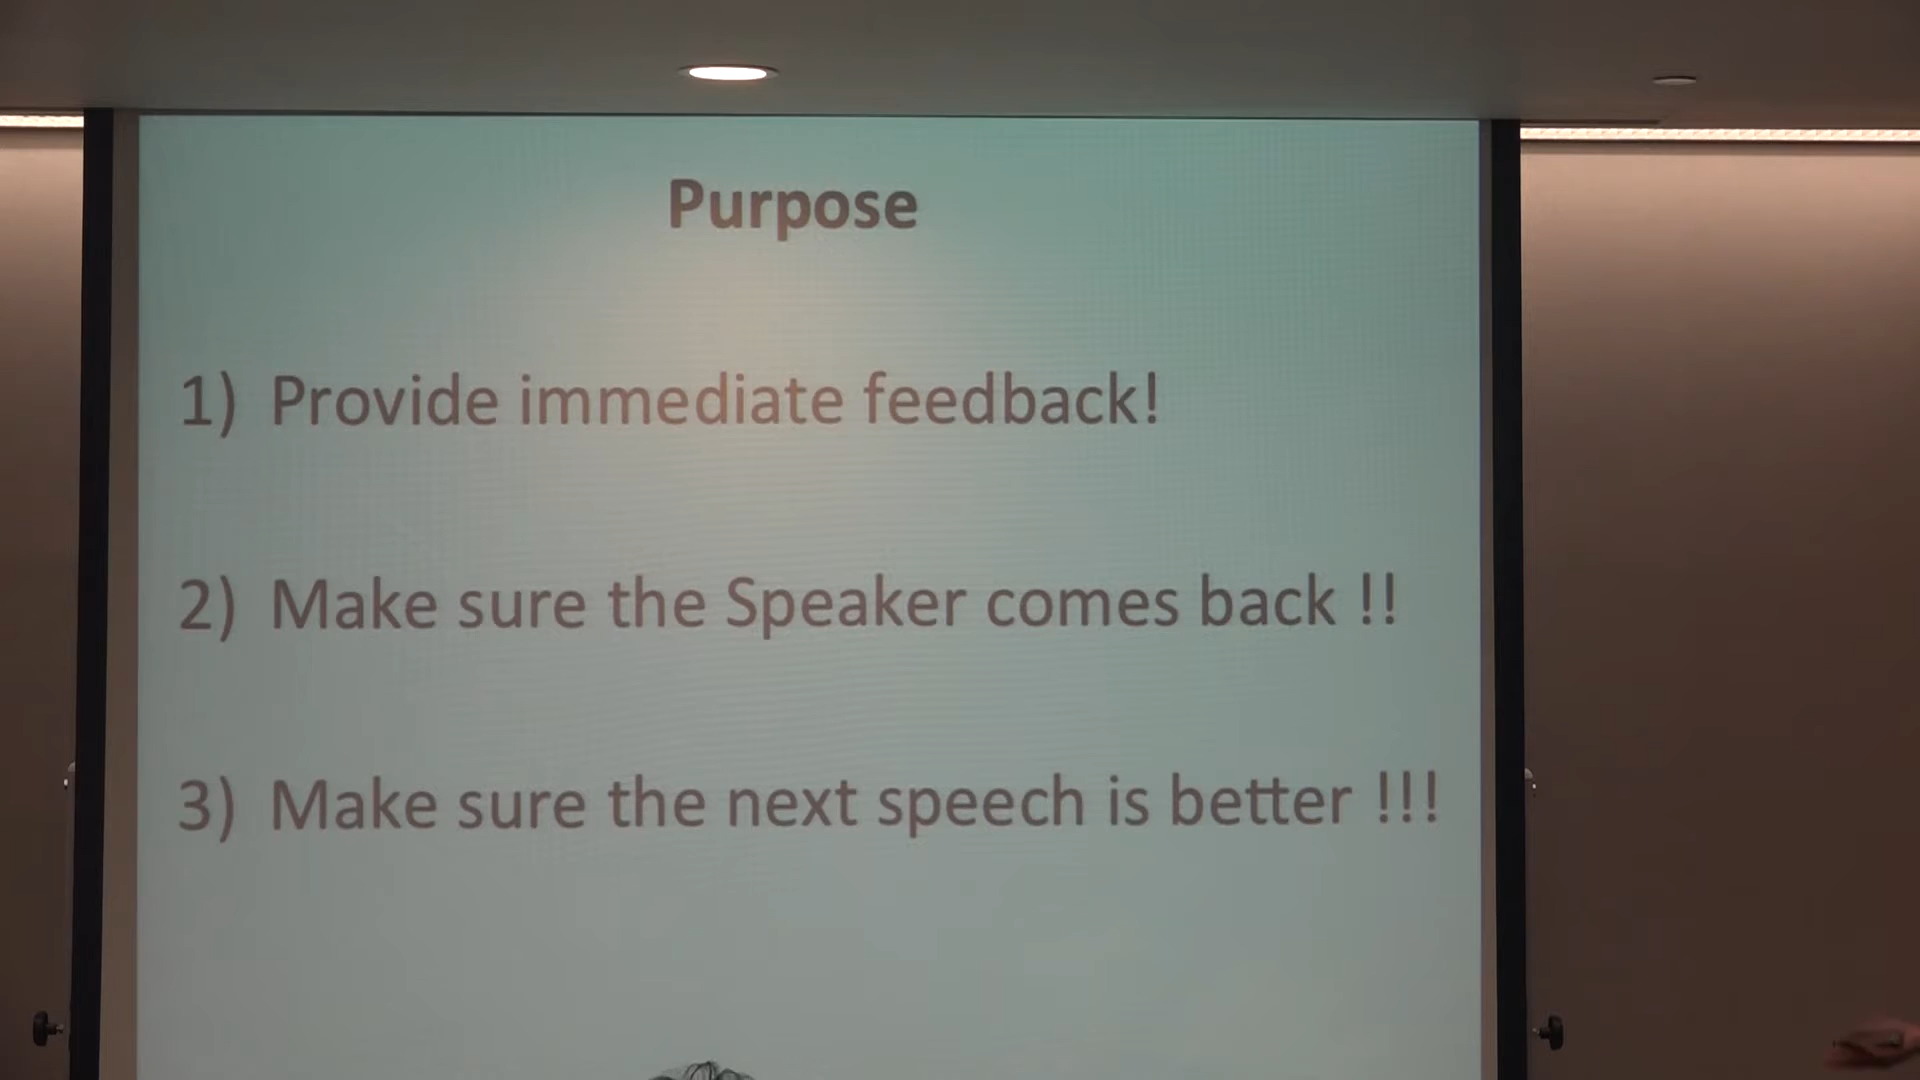 Purpose
1) Provide immediate feedback!
2) Make sure the Speaker comes back !!
3) Make sure the next speech is better !!!